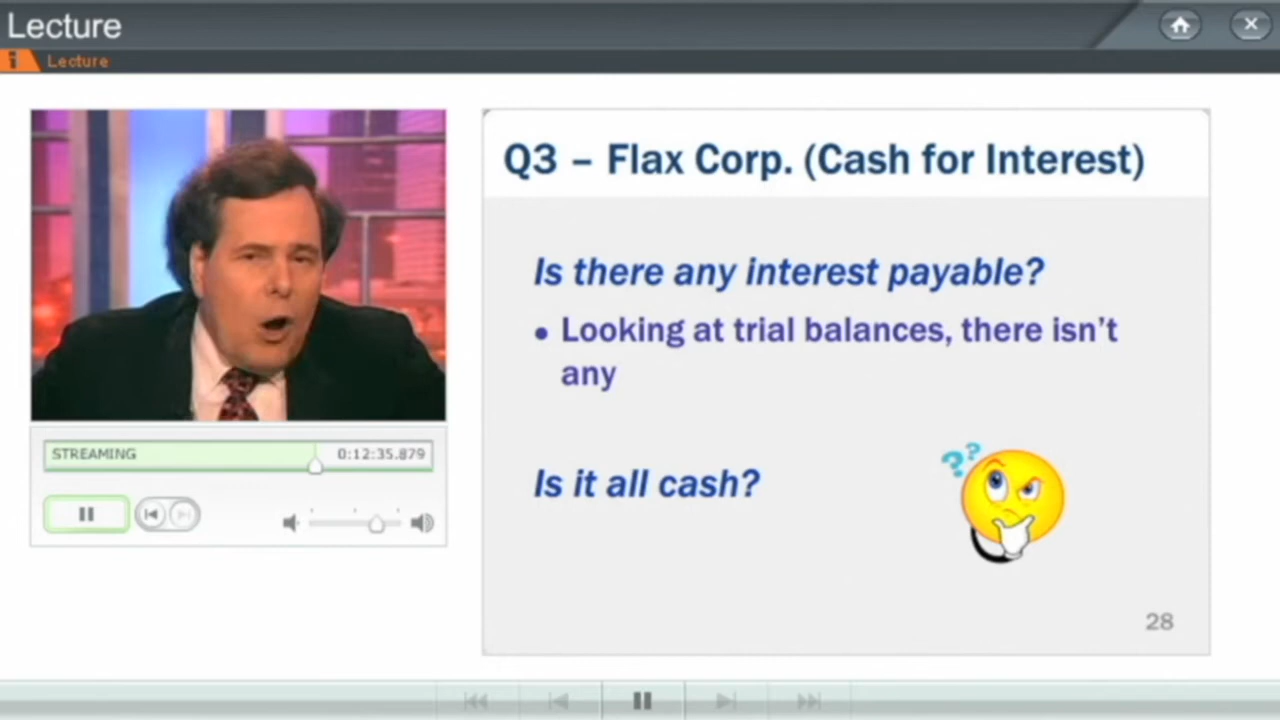 Lecture
Lecture
Q3 – Flax Corp. (Cash for Interest)
Is there any interest payable?
• Looking at trial balances, there isn't
any
Is it all cash?
??
STREAMING 0:12:35.879
28